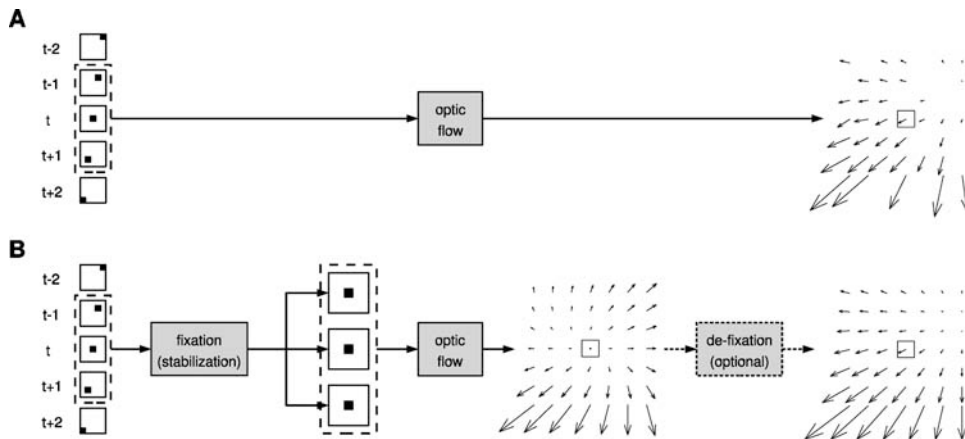 A
t-2
t-1
t
t+1
t+2
optic
flow
B
t-2
t-1
t
t+1
t+2
fixation
(stabilization)
optic
flow
de-fixation
(optional)